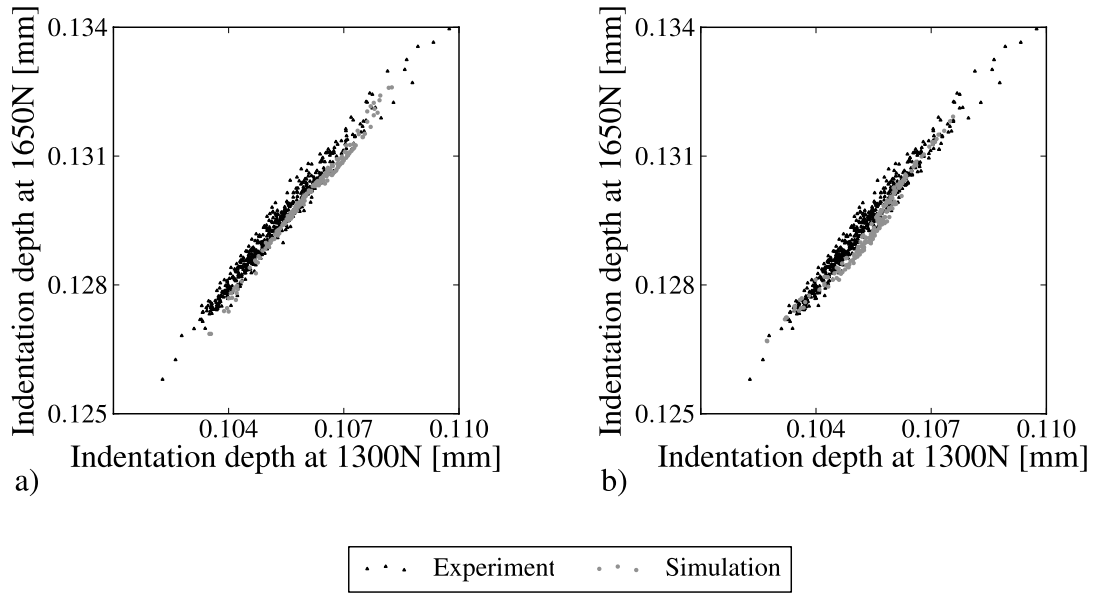 Indentation depth at 1650N [mm]
0.134
0.131
0.128
0.125
0.104 0.107 0.110
Indentation depth at 1300N [mm]
a)
Indentation depth at 1650N [mm]
0.134
0.131
0.128
0.125
0.104 0.107 0.110
Indentation depth at 1300N [mm]
b)
Experiment Simulation